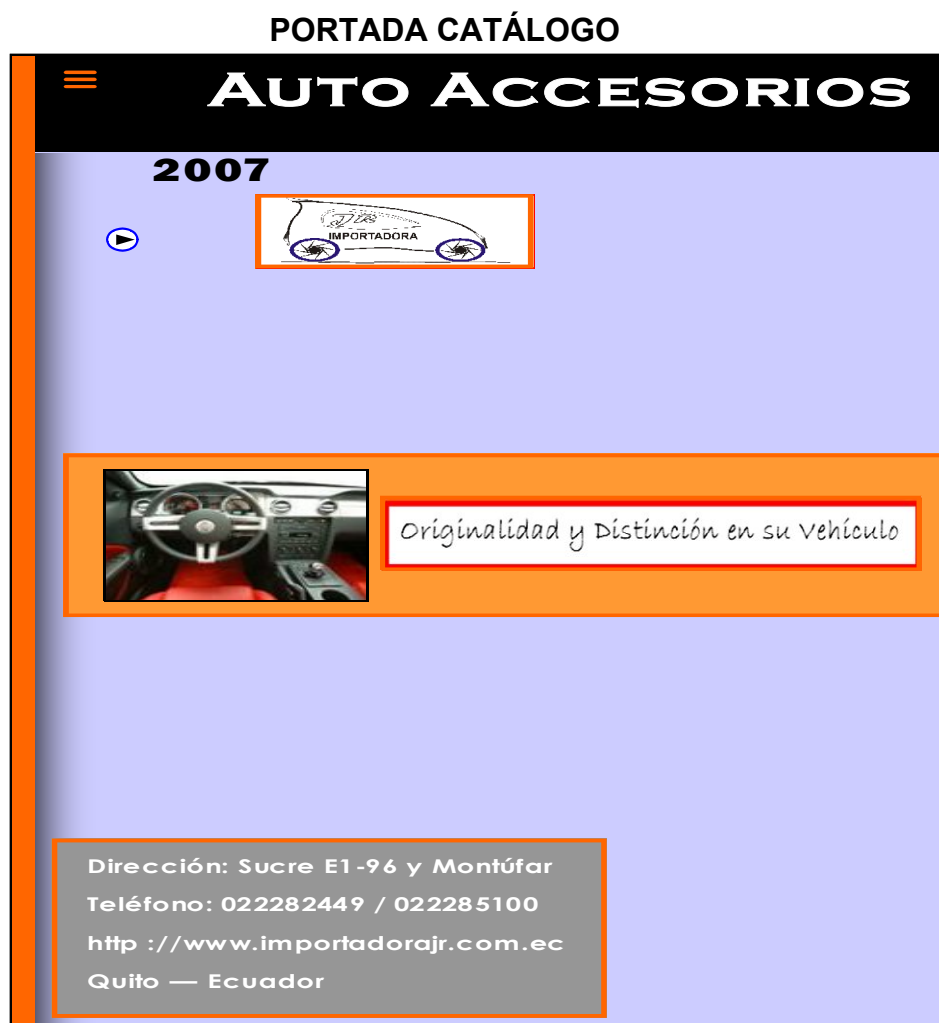 PORTADA CATÁLOGO
AUTO ACCESORIOS
2007
JR
IMPORTADORA
Originalidad y Distinción en su Vehículo
Dirección: Sucre E1-96 y Montúfar
Teléfono: 022282449 / 022285100
http ://www.importadorajr.com.ec
Quito — Ecuador